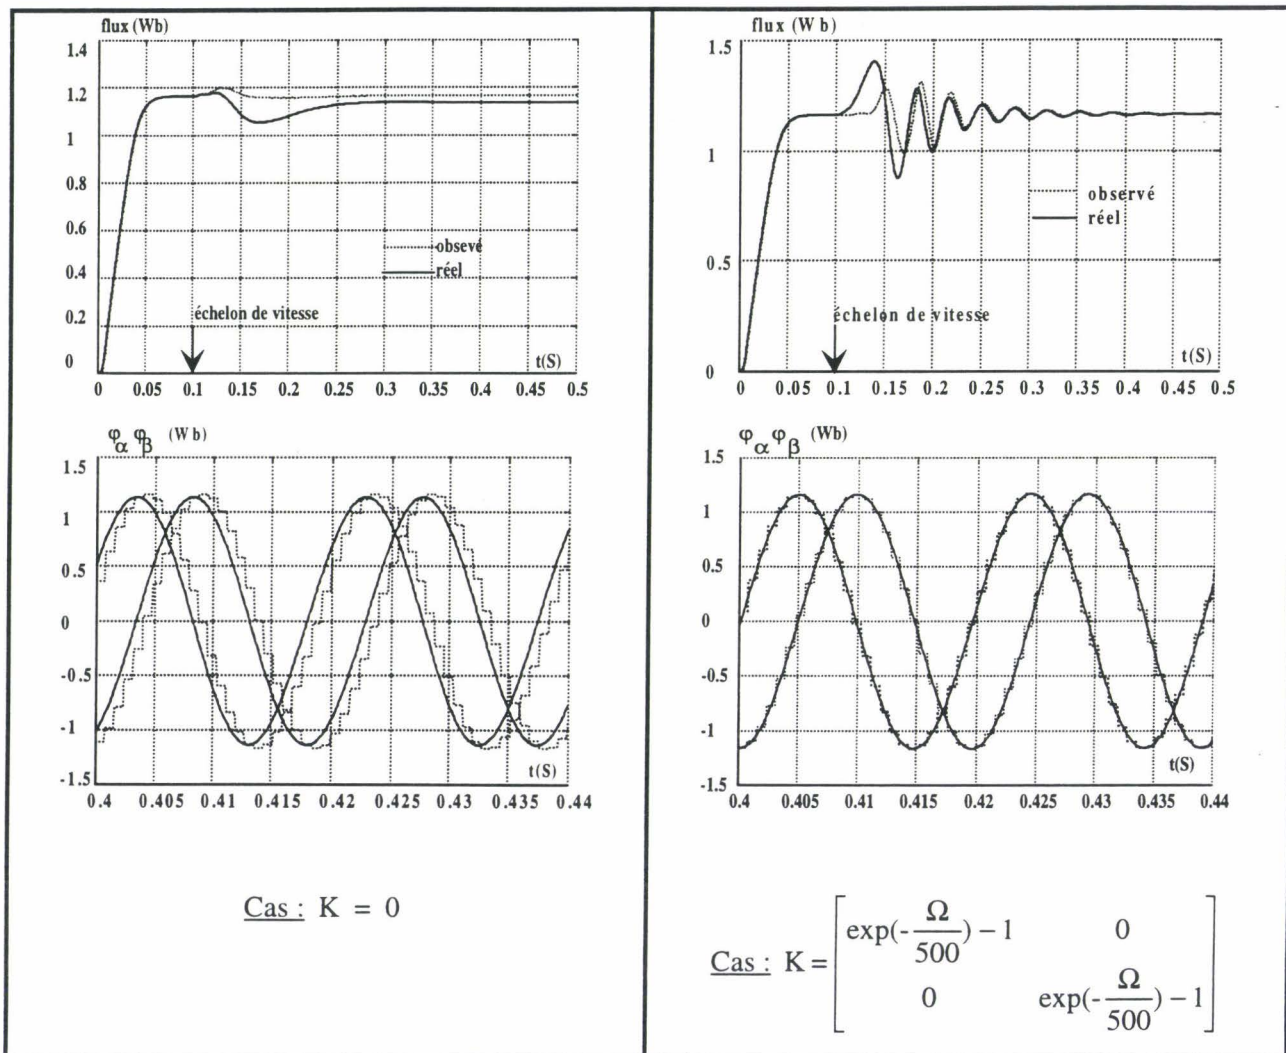 flux (Wb)
1.4
1.2
1
0.8
0.6
0.4
0.2
0
obsevé
réel
échelon de vitesse
t(S)
0 0.05 0.1 0.15 0.2 0.25 0.3 0.35 0.4 0.45 0.5
φα φβ (Wb)
1.5
1
0.5
0
-0.5
-1
-1.5
t(S)
0.4 0.405 0.41 0.415 0.42 0.425 0.43 0.435 0.44
Cas : K = 0
flux (Wb)
1.5
1
0.5
0
observé
réel
échelon de vitesse
t(S)
0 0.05 0.1 0.15 0.2 0.25 0.3 0.35 0.4 0.45 0.5
φα φβ (Wb)
1.5
1
0.5
0
-0.5
-1
-1.5
t(S)
0.4 0.405 0.41 0.415 0.42 0.425 0.43 0.435 0.44
Cas : K = [exp(-Ω/500) − 1 0
0 exp(-Ω/500) − 1]